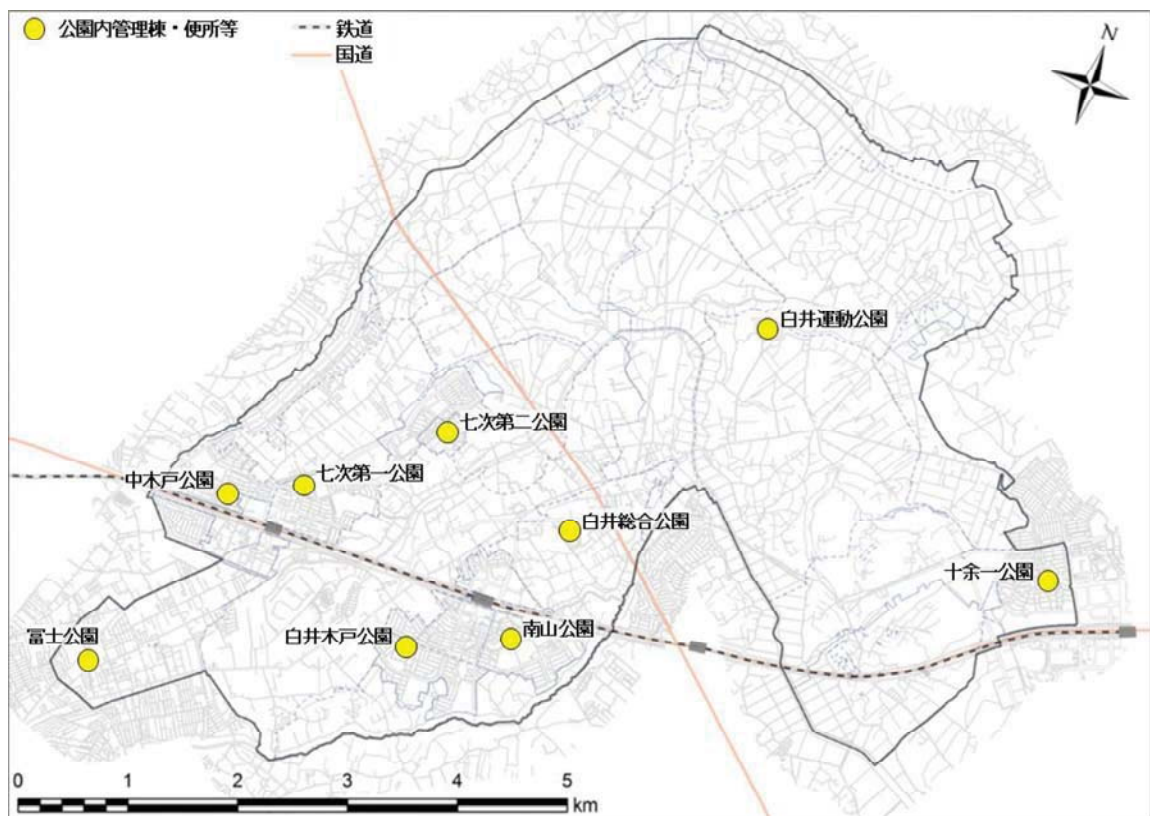 公園内管理棟・便所等
鉄道
国道
N
白井運動公園
七次第二公園
七次第一公園
中木戸公園
白井総合公園
十余一公園
冨士公園
白井木戸公園
南山公園
0 1 2 3 4 5
km